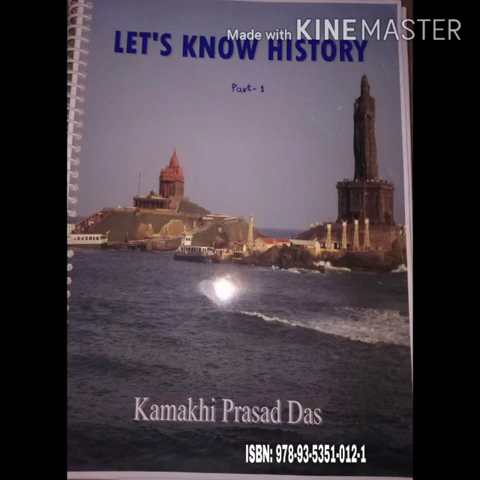 Made with KINEMASTER
LET'S KNOW HISTORY
Part-1
Kamakhi Prasad Das
ISBN: 978-93-5351-012-1